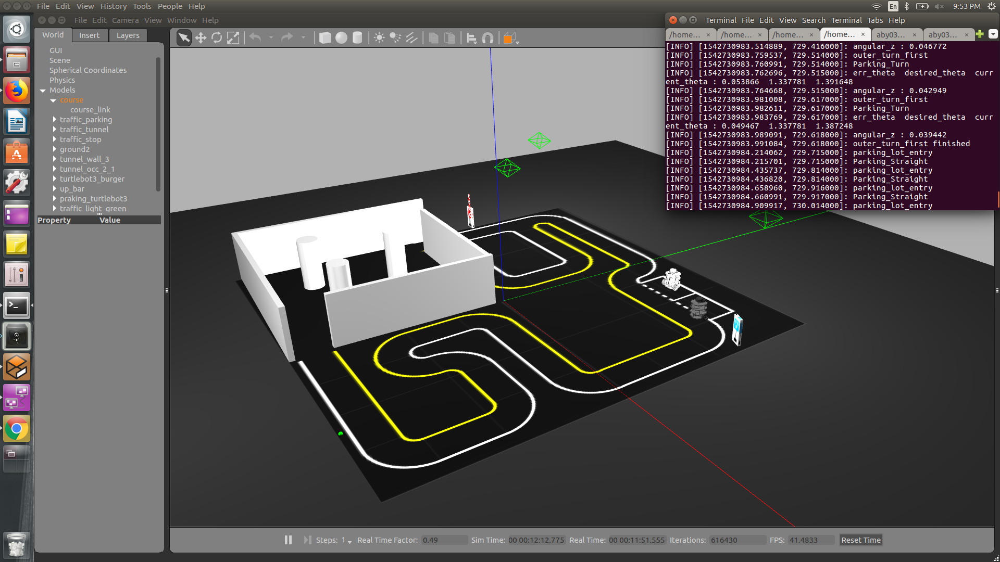 File Edit View History Tools People Help
En
9:53 PM
File Edit Camera View Window Help
World Insert Layers
GUI
Scene
Spherical Coordinates
Physics
Models
course
course_link
traffic_parking
traffic_tunnel
traffic_stop
ground2
tunnel_wall_3
tunnel_occ_2_1
turtlebot3_burger
up_bar
praking_turtlebot3
traffic_light_green
Property Value
Terminal File Edit View Search Terminal Tabs Help
/home... × /home... × /home... × /home... × aby03... × aby03... ×
[INFO] [1542730983.514889, 729.416000]: angular_z : 0.046772
[INFO] [1542730983.759537, 729.514000]: outer_turn_first
[INFO] [1542730983.760991, 729.514000]: Parking_Turn
[INFO] [1542730983.762696, 729.515000]: err_theta  desired_theta  curr
ent_theta : 0.053866  1.337781  1.391648
[INFO] [1542730983.764668, 729.515000]: angular_z : 0.042949
[INFO] [1542730983.981008, 729.617000]: outer_turn_first
[INFO] [1542730983.982611, 729.617000]: Parking_Turn
[INFO] [1542730983.983769, 729.617000]: err_theta  desired_theta  curr
ent_theta : 0.049467  1.337781  1.387248
[INFO] [1542730983.989091, 729.618000]: angular_z : 0.039442
[INFO] [1542730983.991084, 729.618000]: outer_turn_first finished
[INFO] [1542730984.214062, 729.715000]: parking_lot_entry
[INFO] [1542730984.215701, 729.715000]: Parking_Straight
[INFO] [1542730984.435737, 729.814000]: parking_lot_entry
[INFO] [1542730984.436820, 729.814000]: Parking_Straight
[INFO] [1542730984.658960, 729.916000]: parking_lot_entry
[INFO] [1542730984.660991, 729.917000]: Parking_Straight
[INFO] [1542730984.909917, 730.014000]: parking_lot_entry
Steps: 1 Real Time Factor: 0.49 Sim Time: 00 00:12:12.775 Real Time: 00 00:11:51.555 Iterations: 616430 FPS: 41.4833 Reset Time